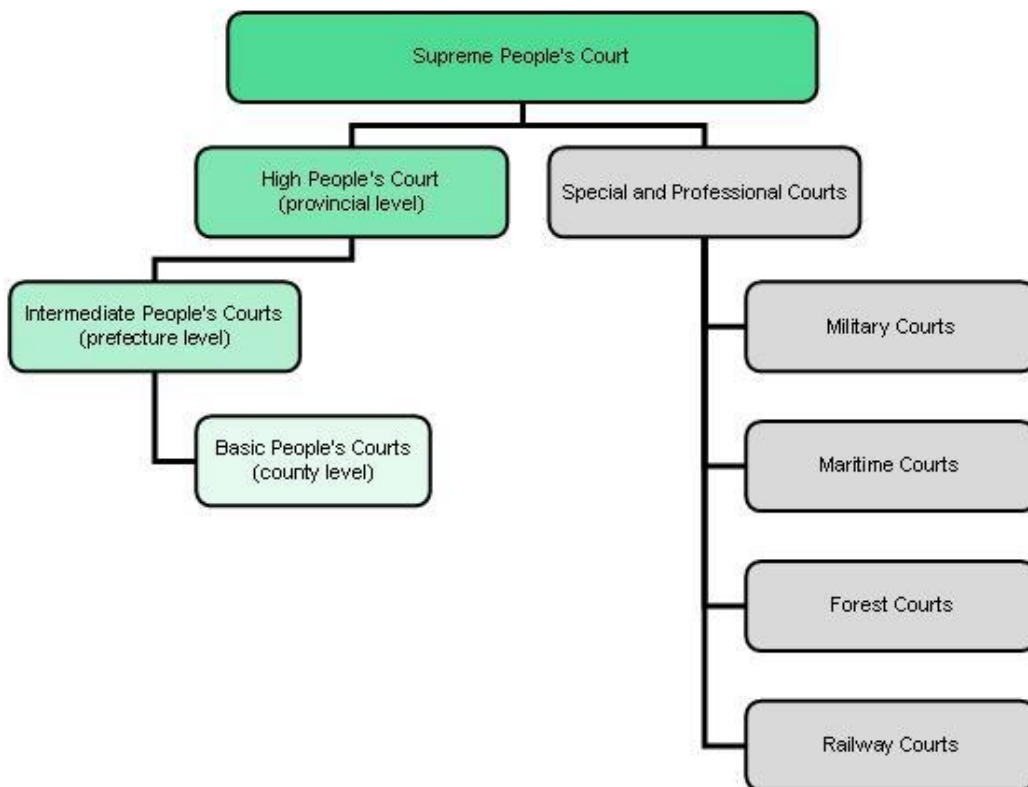 Supreme People's Court
High People's Court
(provincial level)
Special and Professional Courts
Intermediate People's Courts
(prefecture level)
Military Courts
Basic People's Courts
(county level)
Maritime Courts
Forest Courts
Railway Courts